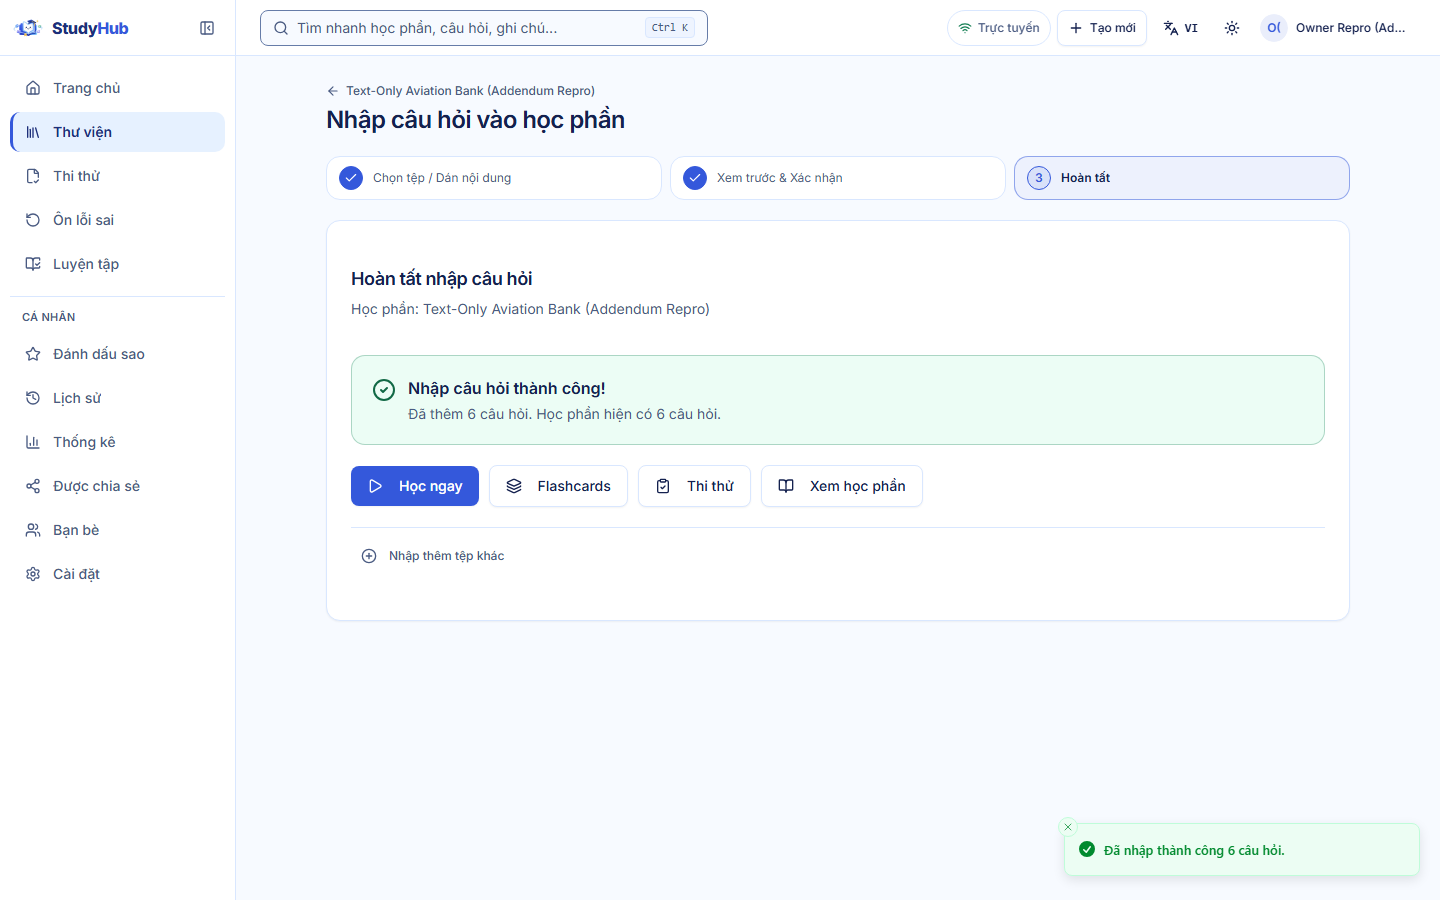 StudyHub
Tìm nhanh học phần, câu hỏi, ghi chú...
Ctrl K
Trực tuyến
Tạo mới
VI
O(
Owner Repro (Ad...
Trang chủ
Thư viện
Thi thử
Ôn lỗi sai
Luyện tập
CÁ NHÂN
Đánh dấu sao
Lịch sử
Thống kê
Được chia sẻ
Bạn bè
Cài đặt
Text-Only Aviation Bank (Addendum Repro)
Nhập câu hỏi vào học phần
Chọn tệp / Dán nội dung
Xem trước & Xác nhận
3 Hoàn tất
Hoàn tất nhập câu hỏi
Học phần: Text-Only Aviation Bank (Addendum Repro)
Nhập câu hỏi thành công!
Đã thêm 6 câu hỏi. Học phần hiện có 6 câu hỏi.
Học ngay
Flashcards
Thi thử
Xem học phần
Nhập thêm tệp khác
Đã nhập thành công 6 câu hỏi.